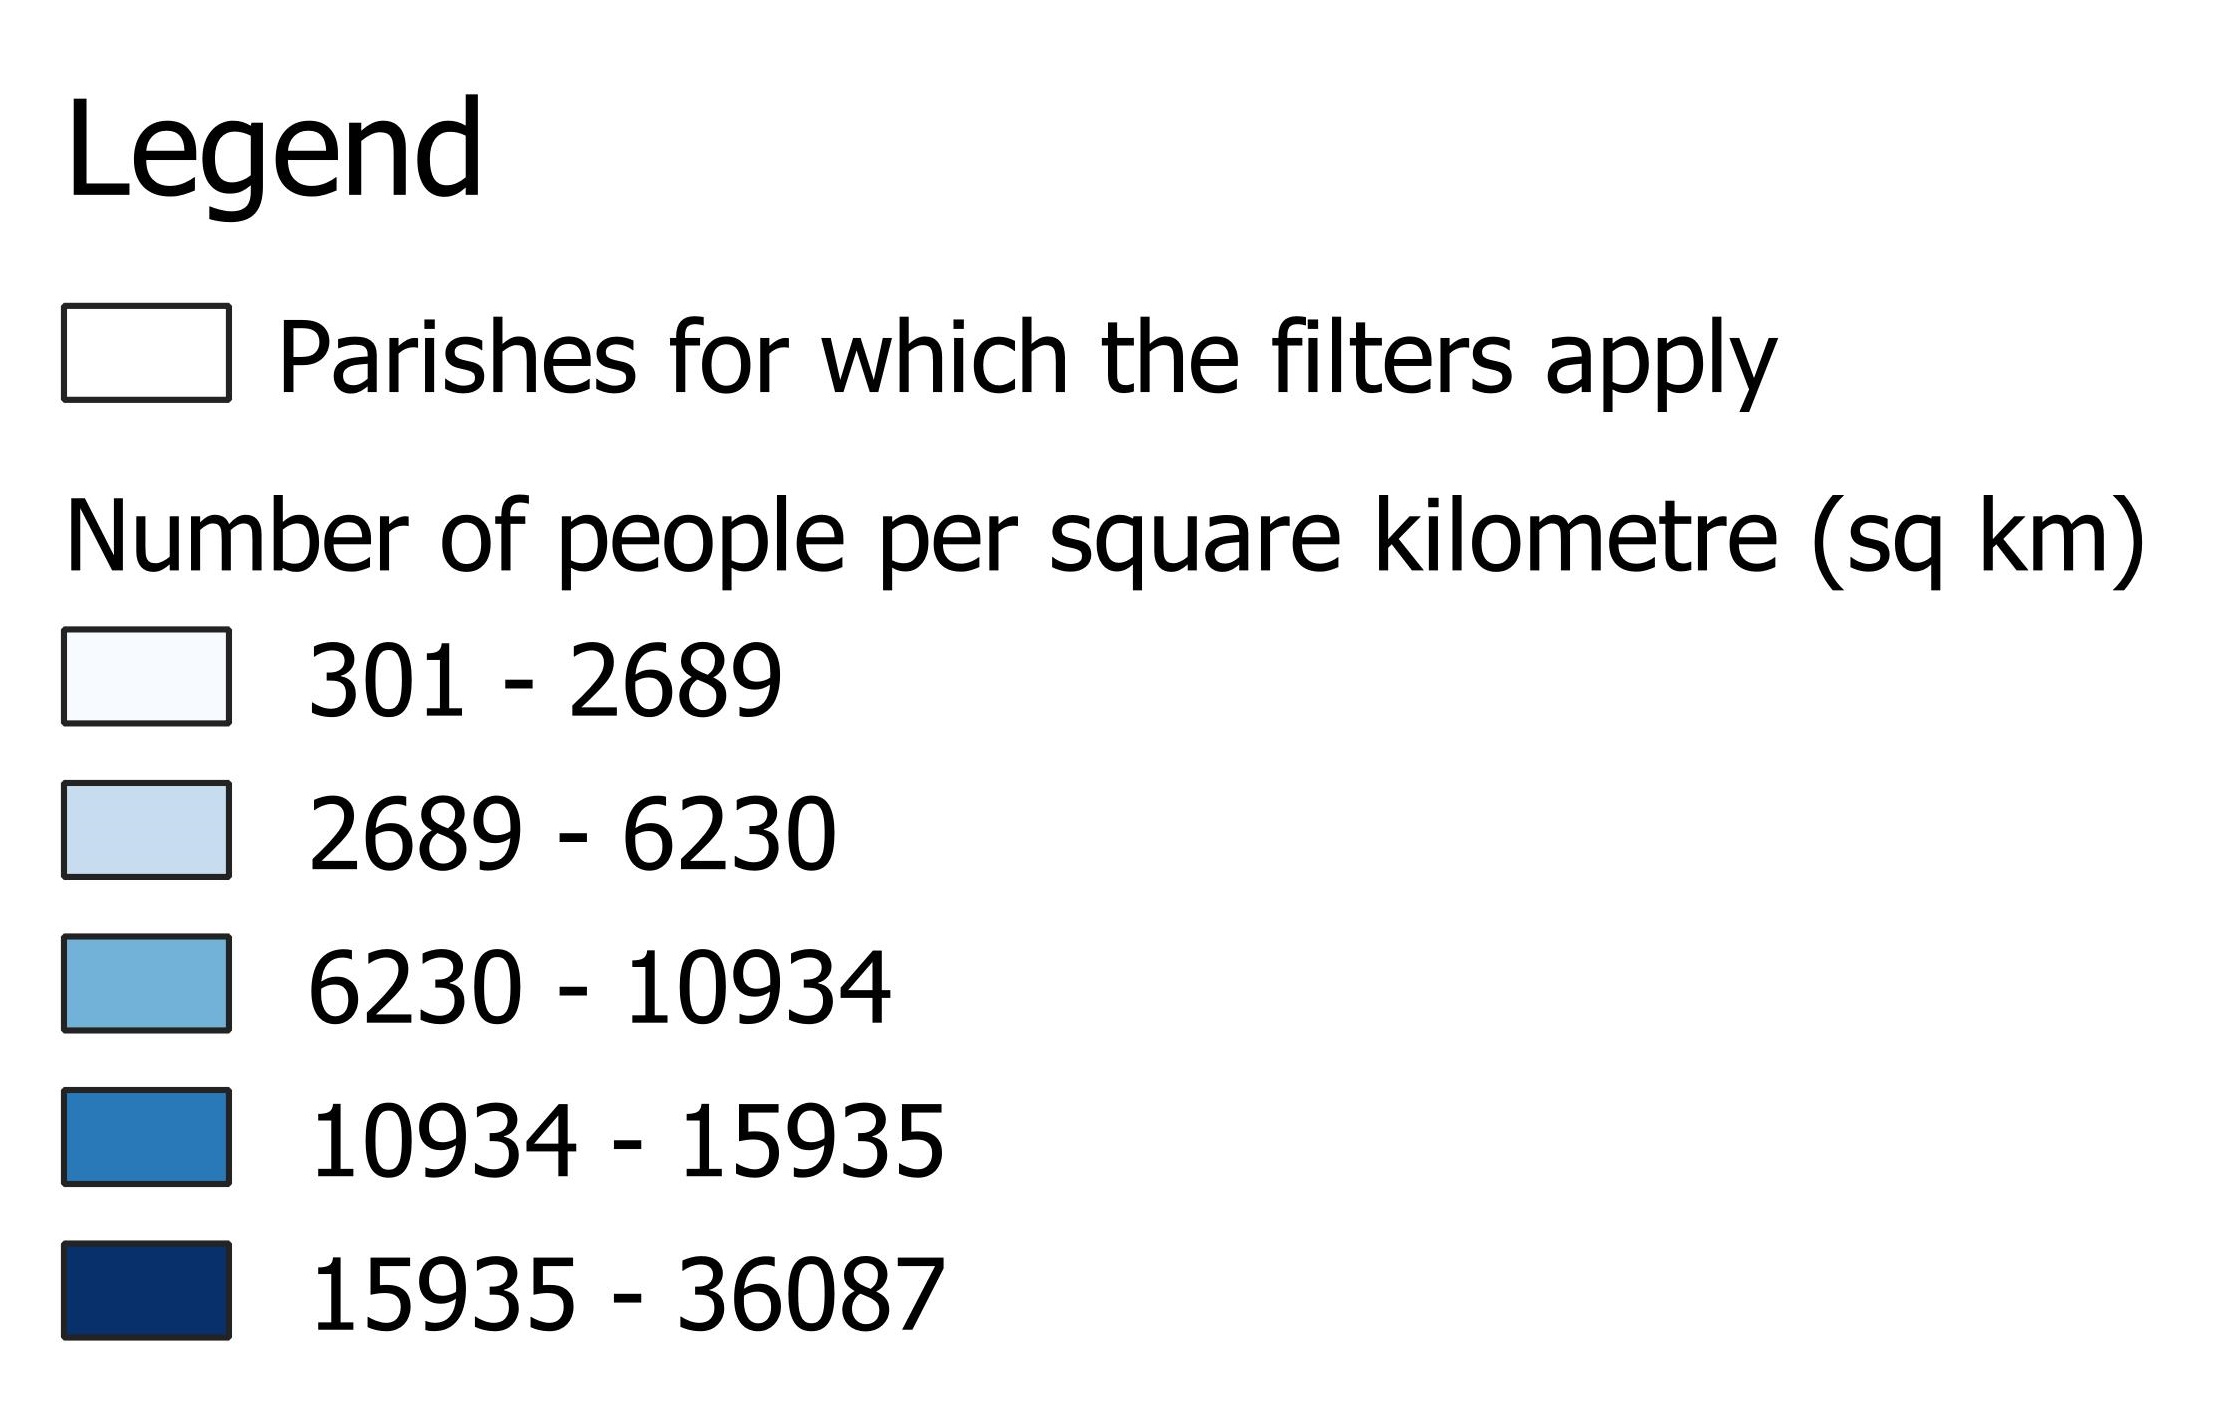 Legend
Parishes for which the filters apply
Number of people per square kilometre (sq km)
301 - 2689
2689 - 6230
6230 - 10934
10934 - 15935
15935 - 36087